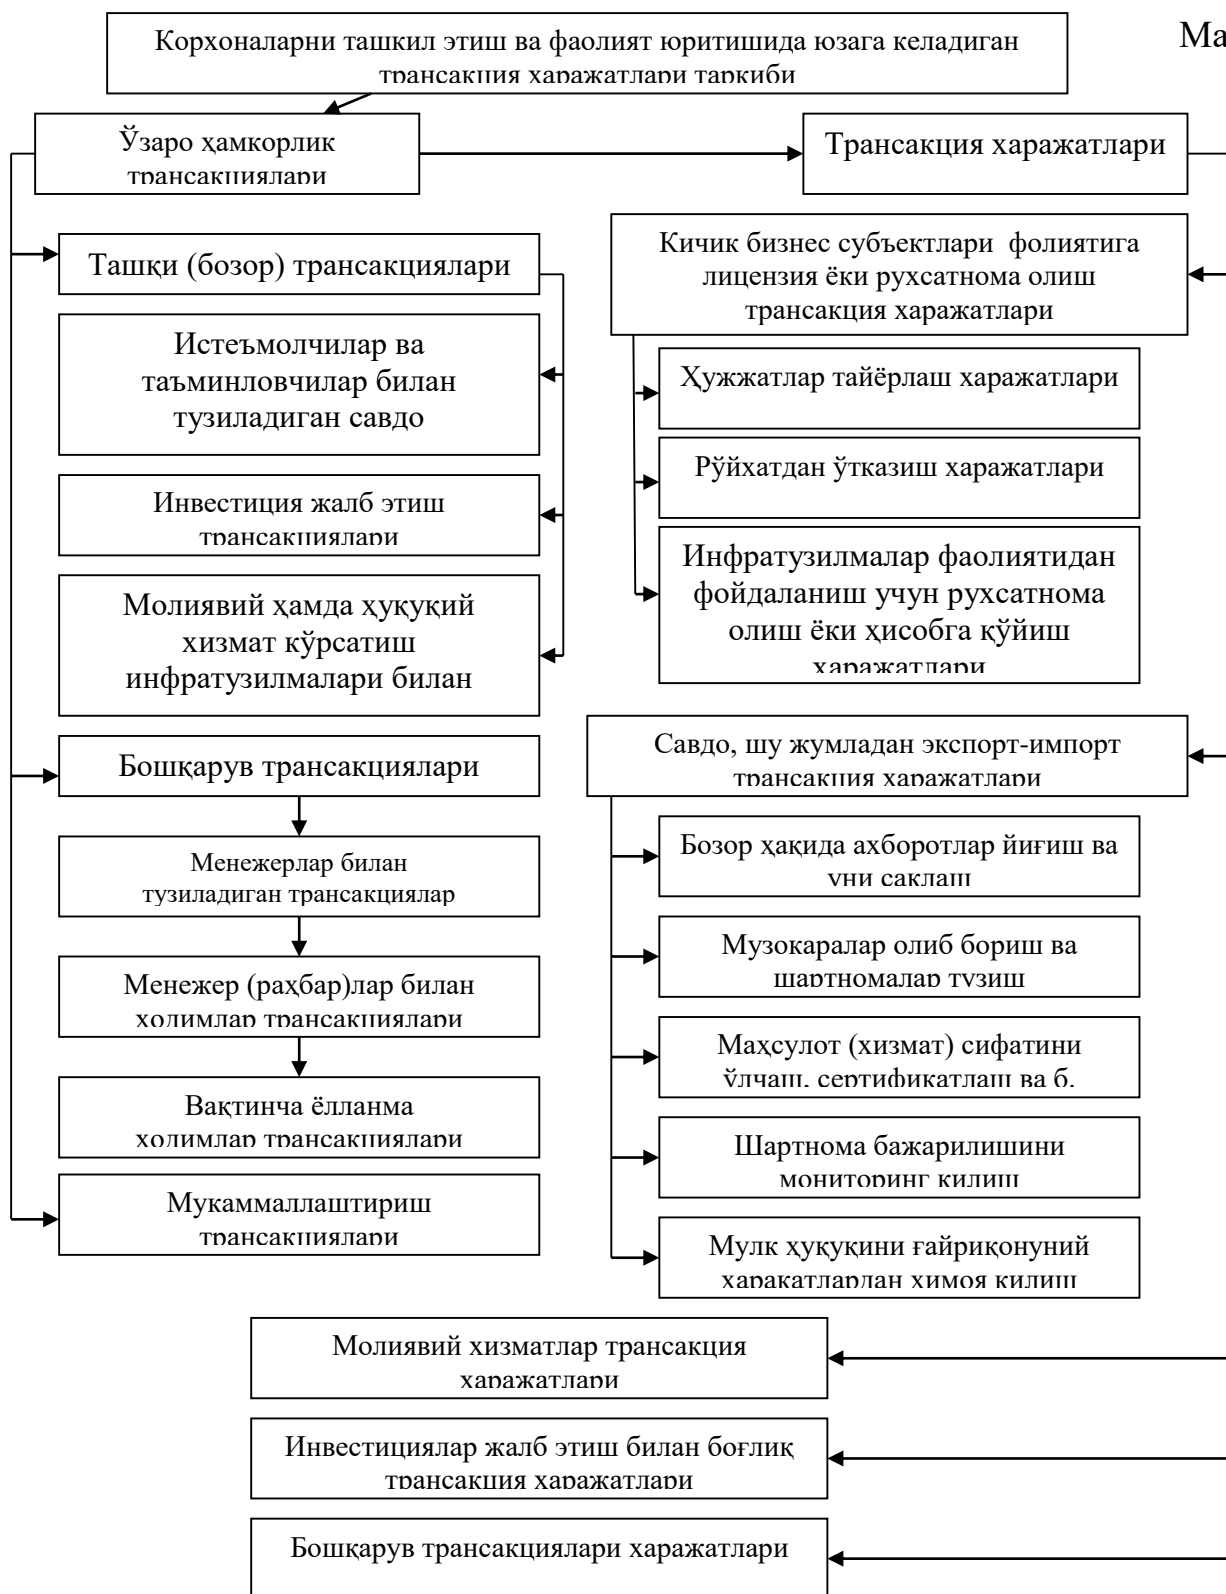 Корхоналарни ташкил этиш ва фаолият юритишида юзага келадиган
трансакция харажатлари таркиби
Ма
Ўзаро ҳамкорлик
трансакциялари
Трансакция харажатлари
Ташқи (бозор) трансакциялари
Истеъмолчилар ва
таъминловчилар билан
тузиладиган савдо
Инвестиция жалб этиш
трансакциялари
Молиявий ҳамда ҳуқуқий
хизмат кўрсатиш
инфратузилмалари билан
Бошқарув трансакциялари
Менежерлар билан
тузиладиган трансакциялар
Менежер (раҳбар)лар билан
ходимлар трансакциялари
Вақтинча ёлланма
ходимлар трансакциялари
Мукаммаллаштириш
трансакциялари
Кичик бизнес субъектлари фолиятига
лицензия ёки рухсатнома олиш
трансакция харажатлари
Ҳужжатлар тайёрлаш харажатлари
Рўйхатдан ўтказиш харажатлари
Инфратузилмалар фаолиятидан
фойдаланиш учун рухсатнома
олиш ёки ҳисобга қўйиш
харажатлари
Савдо, шу жумладан экспорт-импорт
трансакция харажатлари
Бозор ҳақида ахборотлар йиғиш ва
уни сақлаш
Музокаралар олиб бориш ва
шартномалар тузиш
Маҳсулот (хизмат) сифатини
ўлчаш, сертификатлаш ва б.
Шартнома бажарилишини
мониторинг қилиш
Мулк ҳуқуқини ғайриқонуний
ҳаракатлардан ҳимоя қилиш
Молиявий хизматлар трансакция
харажатлари
Инвестициялар жалб этиш билан боғлиқ
трансакция харажатлари
Бошқарув трансакциялари харажатлари